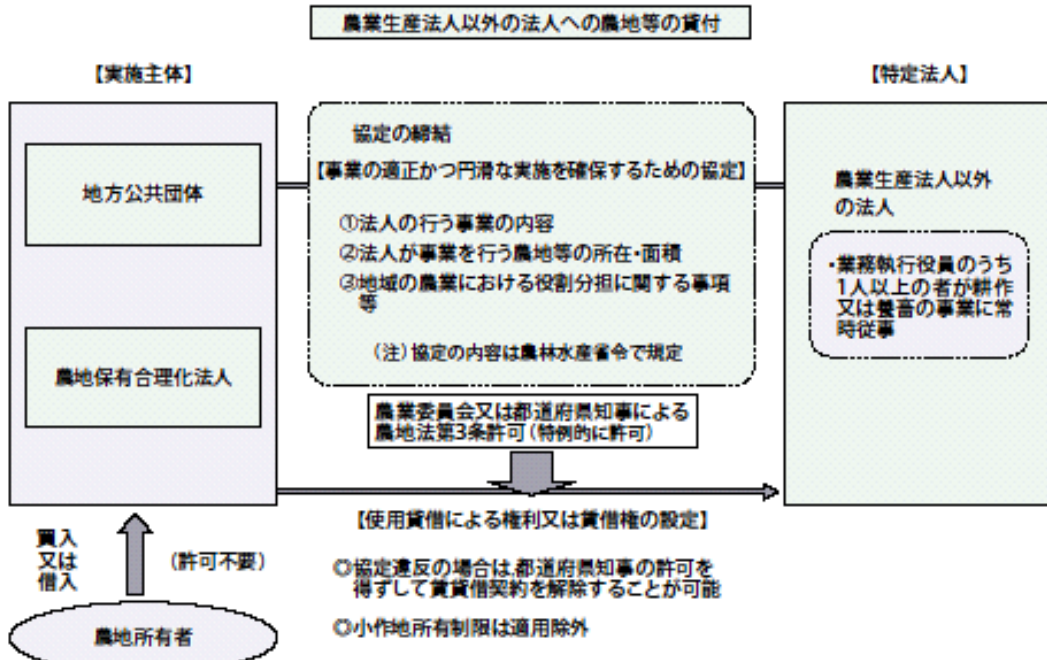 農業生産法人以外の法人への農地等の貸付
【実施主体】
【特定法人】
地方公共団体
農地保有合理化法人
協定の締結
【事業の適正かつ円滑な実施を確保するための協定】
①法人の行う事業の内容
②法人が事業を行う農地等の所在・面積
③地域の農業における役割分担に関する事項
等
(注)協定の内容は農林水産省令で規定
農業生産法人以外
の法人
・業務執行役員のうち
1人以上の者が耕作
又は養畜の事業に常
時従事
農業委員会又は都道府県知事による
農地法第3条許可(特例的に許可)
【使用貸借による権利又は賃借権の設定】
◎協定違反の場合は,都道府県知事の許可を
得ずして賃貸借契約を解除することが可能
◎小作地所有制限は適用除外
買入
又は
借入
(許可不要)
農地所有者